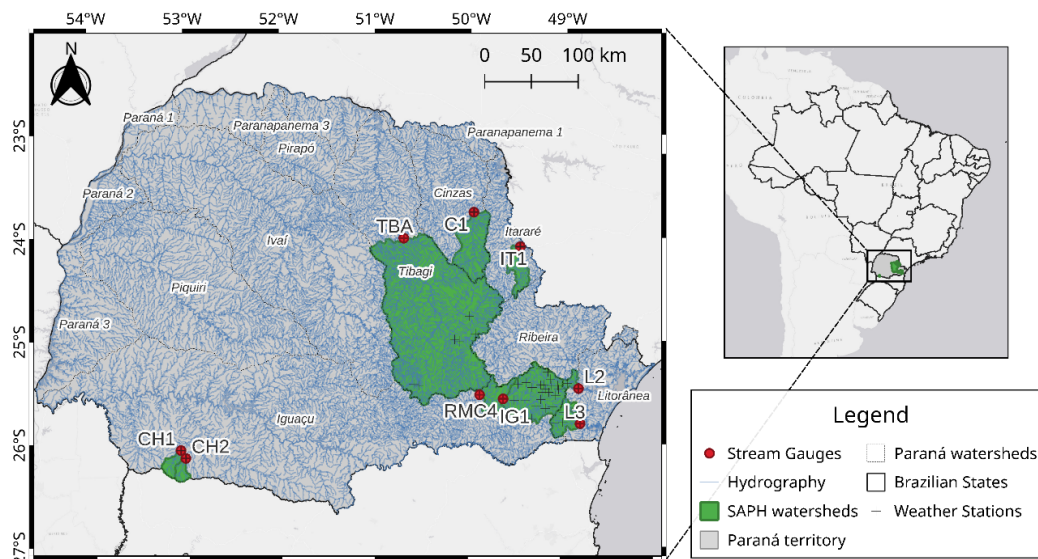 54°W 53°W 52°W 51°W 50°W 49°W
N
0 50 100 km
23°S
24°S
25°S
26°S
27°S
Paraná 1
Paranapanema 3
Pirapó
Paranapanema 1
Paraná 2
Cinzas
C1
TBA
Itararé
IT1
Ivaí
Tibagi
Piquiri
Paraná 3
Ribeira
L2
Litorânea
RMC4
IG1
L3
Iguaçu
CH1
CH2
Legend
Stream Gauges
Paraná watersheds
Hydrography
Brazilian States
SAPH watersheds
Weather Stations
Paraná territory